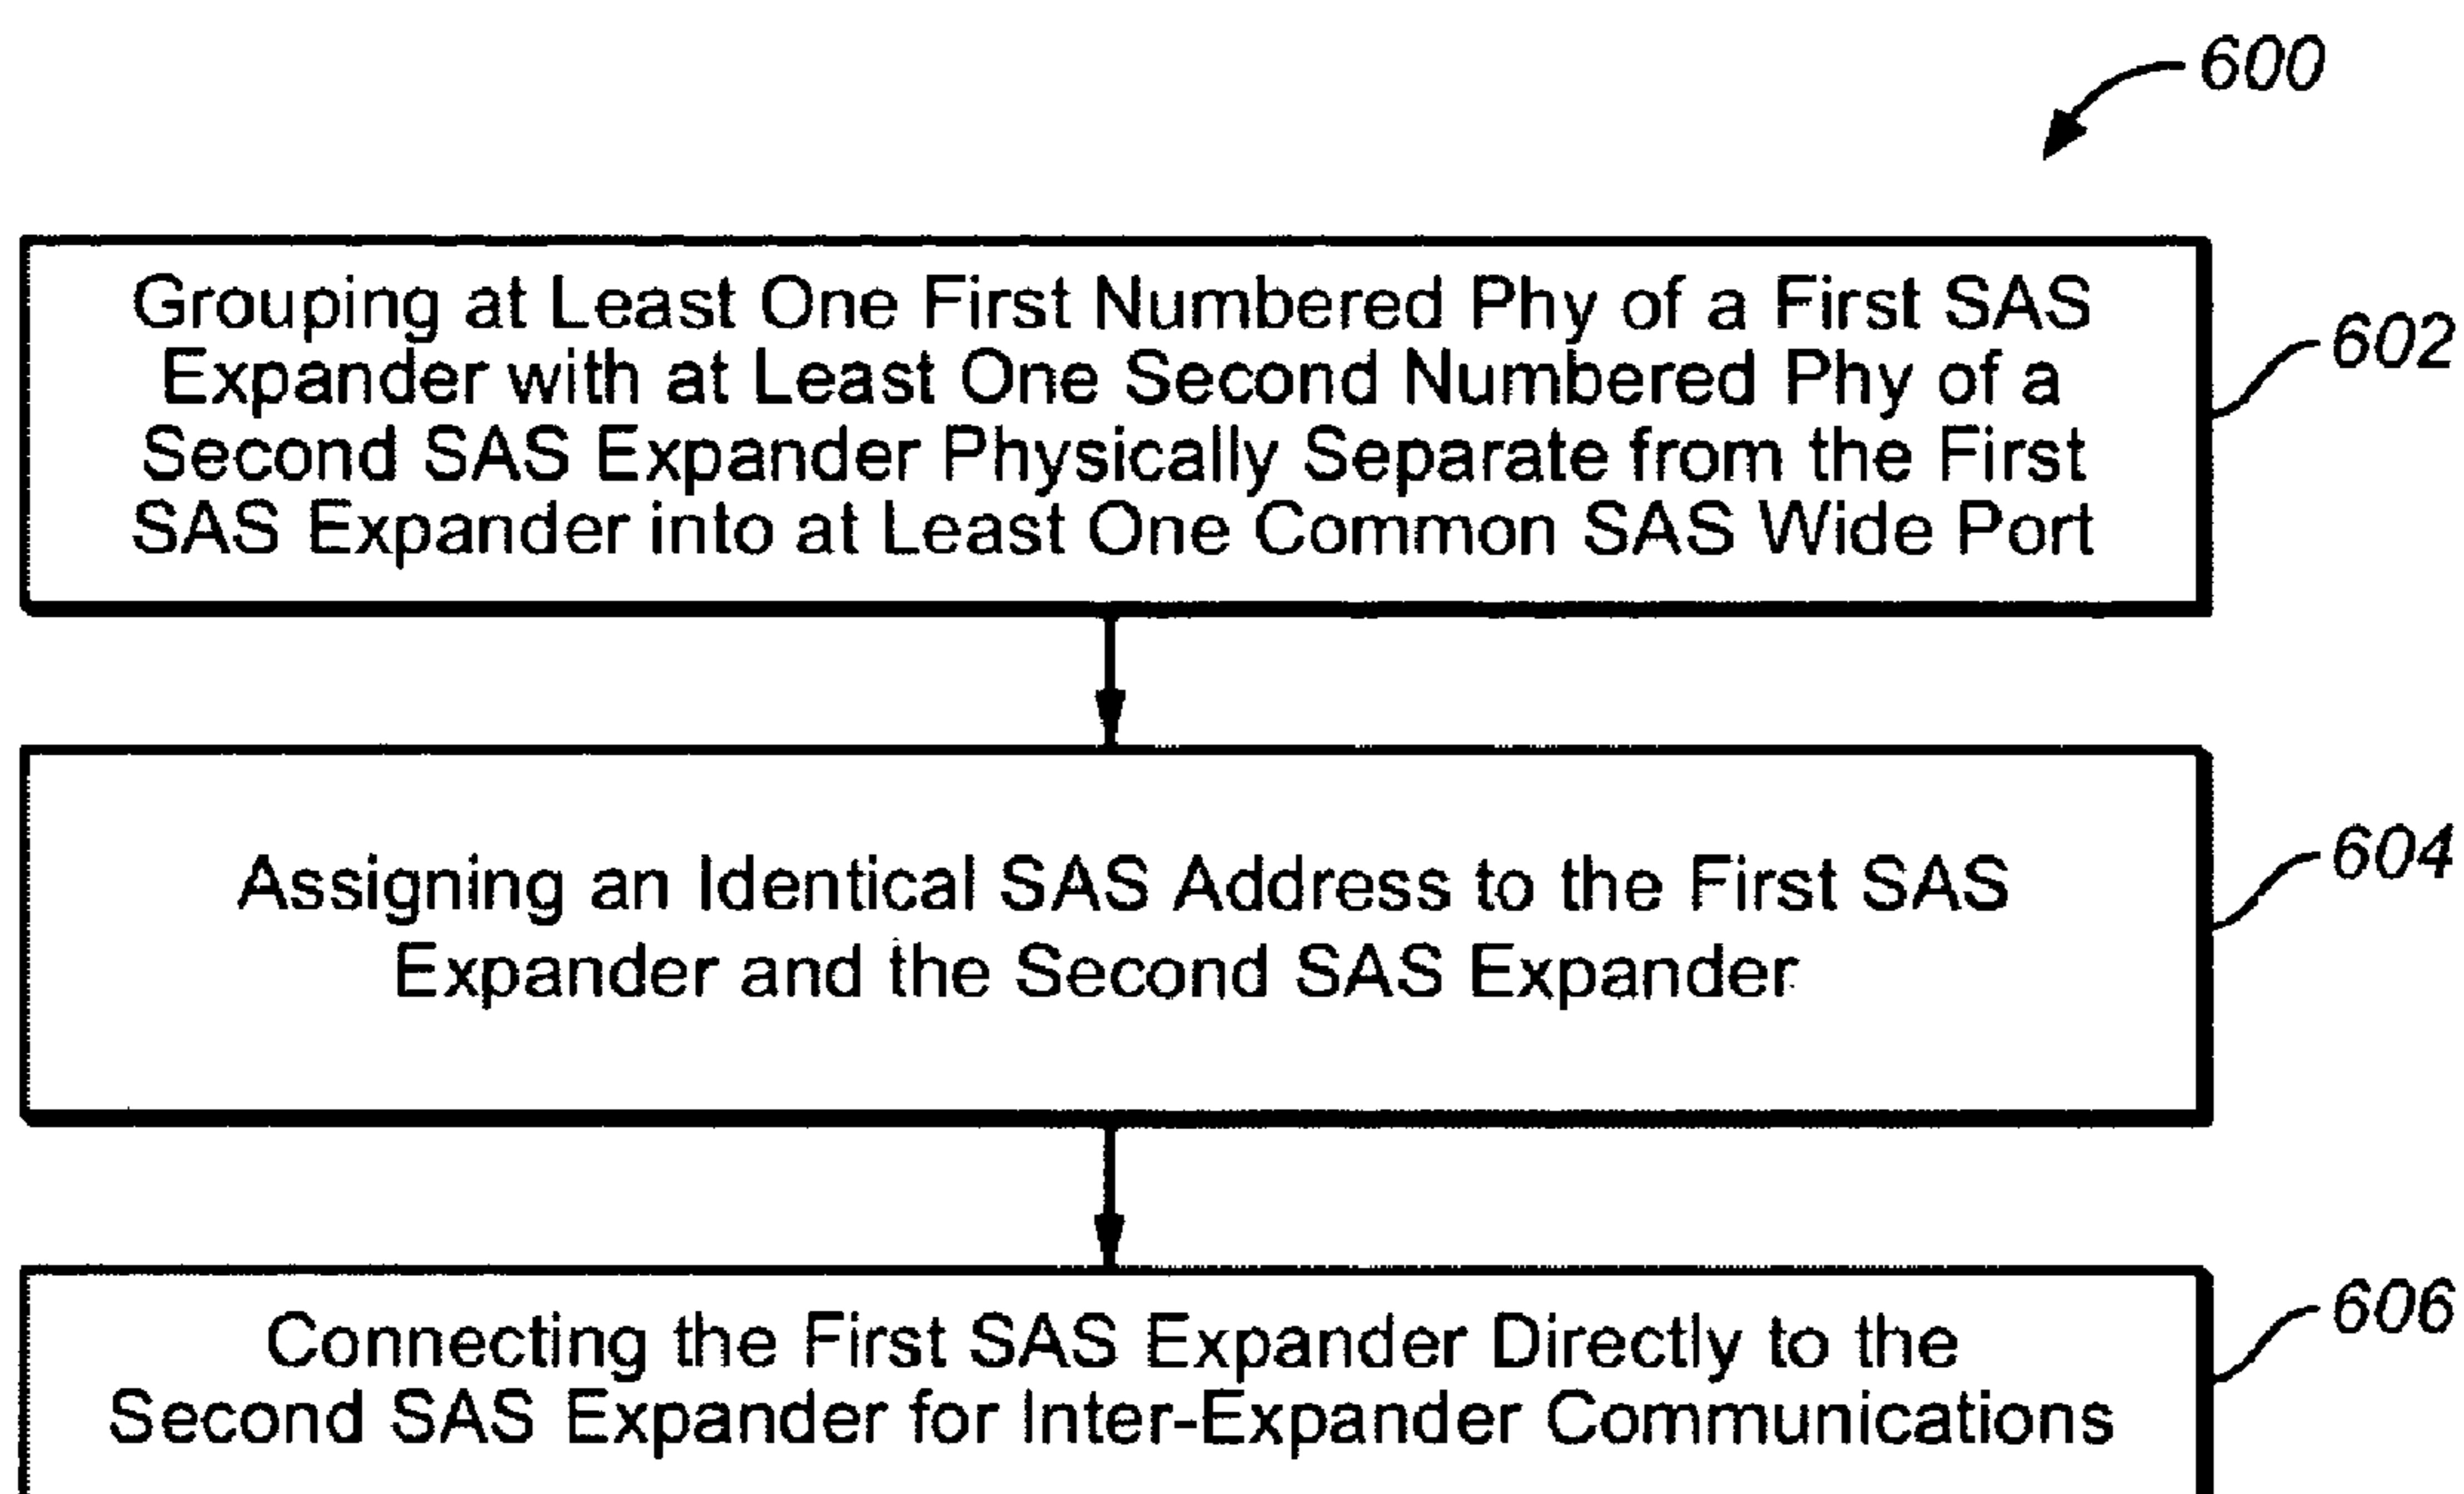 600
Grouping at Least One First Numbered Phy of a First SAS
Expander with at Least One Second Numbered Phy of a
Second SAS Expander Physically Separate from the First
SAS Expander into at Least One Common SAS Wide Port
602
Assigning an Identical SAS Address to the First SAS
Expander and the Second SAS Expander
604
Connecting the First SAS Expander Directly to the
Second SAS Expander for Inter-Expander Communications
606